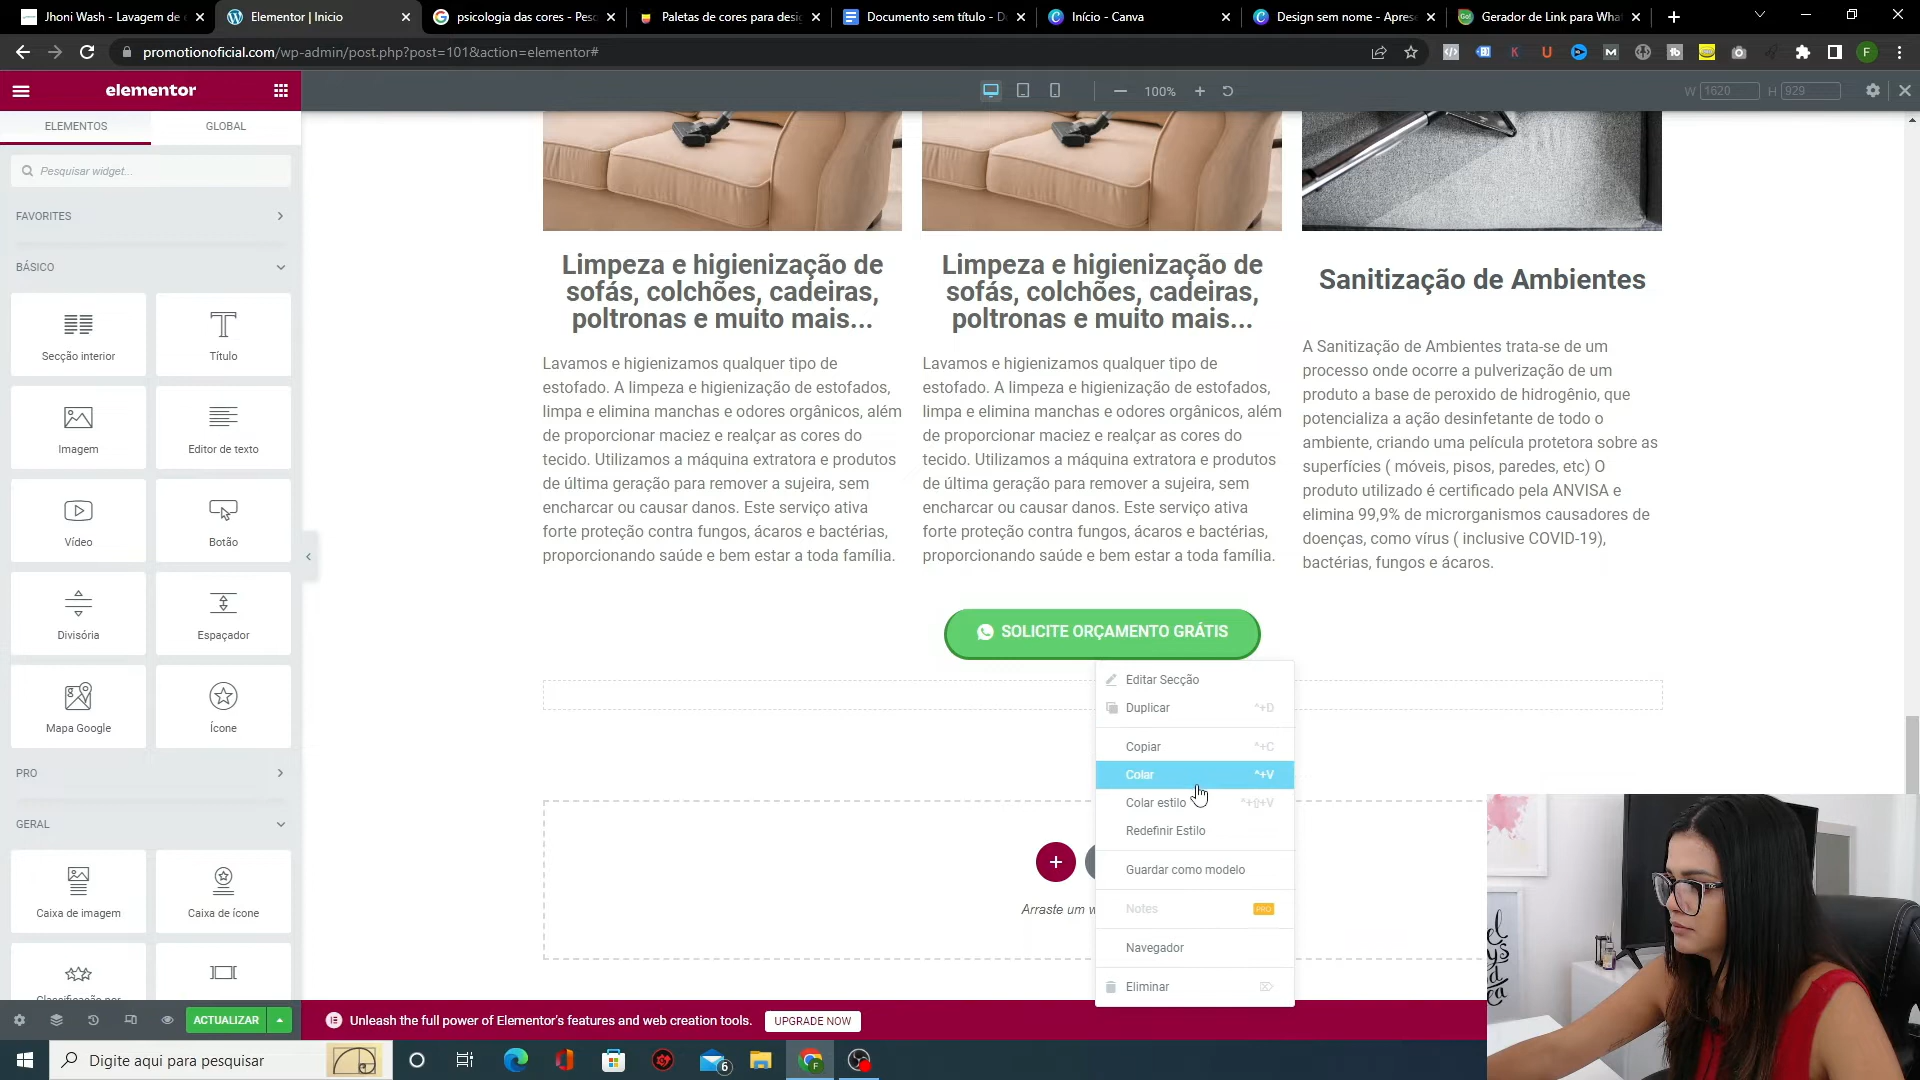 Jhoni Wash - Lavagem de
Elementor | Inicio
psicologia das cores - Pes
Paletas de cores para desig
Documento sem título - D
Início - Canva
Design sem nome - Aprese
Gerador de Link para What
promotionoficial.com/wp-admin/post.php?post=101&action=elementor#
elementor
100%
W 1620
H 929
ELEMENTOS
GLOBAL
Pesquisar widget...
FAVORITES
BÁSICO
Secção interior
Título
Imagem
Editor de texto
Vídeo
Botão
Divisória
Espaçador
Mapa Google
Ícone
PRO
GERAL
Caixa de imagem
Caixa de ícone
Classificação por
ACTUALIZAR
Limpeza e higienização de
sofás, colchões, cadeiras,
poltronas e muito mais...
Lavamos e higienizamos qualquer tipo de
estofado. A limpeza e higienização de estofados,
limpa e elimina manchas e odores orgânicos, além
de proporcionar maciez e realçar as cores do
tecido. Utilizamos a máquina extratora e produtos
de última geração para remover a sujeira, sem
encharcar ou causar danos. Este serviço ativa
forte proteção contra fungos, ácaros e bactérias,
proporcionando saúde e bem estar a toda família.
Limpeza e higienização de
sofás, colchões, cadeiras,
poltronas e muito mais...
Lavamos e higienizamos qualquer tipo de
estofado. A limpeza e higienização de estofados,
limpa e elimina manchas e odores orgânicos, além
de proporcionar maciez e realçar as cores do
tecido. Utilizamos a máquina extratora e produtos
de última geração para remover a sujeira, sem
encharcar ou causar danos. Este serviço ativa
forte proteção contra fungos, ácaros e bactérias,
proporcionando saúde e bem estar a toda família.
Sanitização de Ambientes
A Sanitização de Ambientes trata-se de um
processo onde ocorre a pulverização de um
produto a base de peroxido de hidrogênio, que
potencializa a ação desinfetante de todo o
ambiente, criando uma película protetora sobre as
superfícies ( móveis, pisos, paredes, etc) O
produto utilizado é certificado pela ANVISA e
elimina 99,9% de microrganismos causadores de
doenças, como vírus ( inclusive COVID-19),
bactérias, fungos e ácaros.
SOLICITE ORÇAMENTO GRÁTIS
Editar Secção
Duplicar ^+D
Copiar ^+C
Colar ^+V
Colar estilo ^+⇧+V
Redefinir Estilo
Guardar como modelo
Notes PRO
Navegador
Eliminar
Arraste um w
Unleash the full power of Elementor's features and web creation tools.
UPGRADE NOW
Digite aqui para pesquisar
6